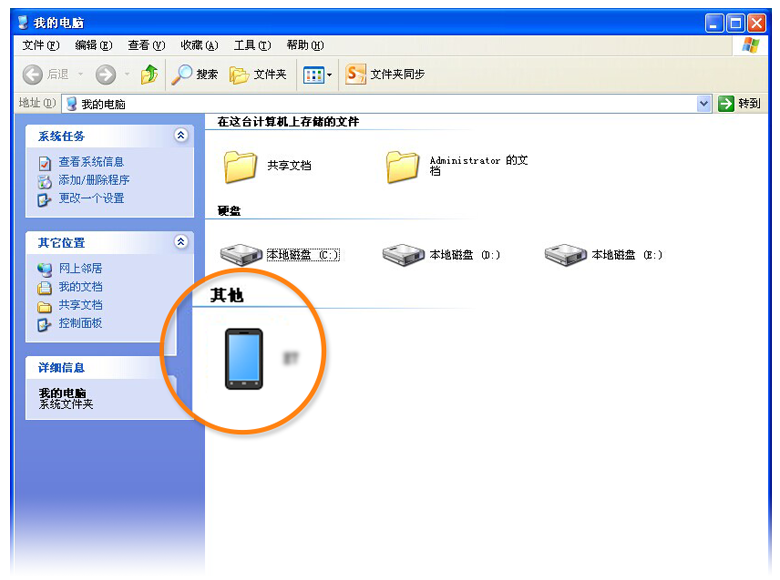 我的电脑
文件(F) 编辑(E) 查看(V) 收藏(A) 工具(T) 帮助(H)
后退 搜索 文件夹 文件夹同步
地址(D) 我的电脑 转到
系统任务
查看系统信息
添加/删除程序
更改一个设置
其它位置
网上邻居
我的文档
共享文档
控制面板
详细信息
我的电脑
系统文件夹
在这台计算机上存储的文件
共享文档 Administrator 的文
档
硬盘
本地磁盘 (C:) 本地磁盘 (D:) 本地磁盘 (E:)
其他